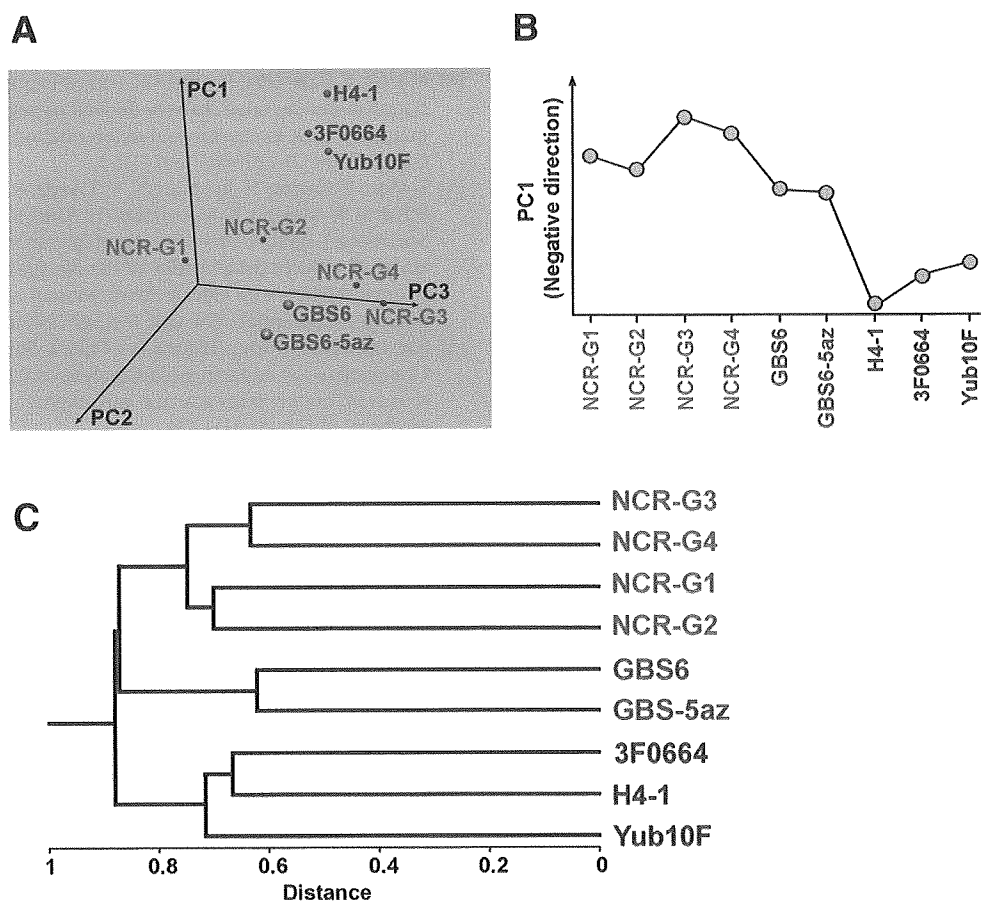 A
PC1
H4-1
3F0664
Yub10F
NCR-G2
NCR-G1
NCR-G4
PC3
GBS6
NCR-G3
GBS6-5az
PC2
B
PC1
(Negative direction)
NCR-G1
NCR-G2
NCR-G3
NCR-G4
GBS6
GBS6-5az
H4-1
3F0664
Yub10F
C
NCR-G3
NCR-G4
NCR-G1
NCR-G2
GBS6
GBS-5az
3F0664
H4-1
Yub10F
1 0.8 0.6 0.4 0.2 0
Distance